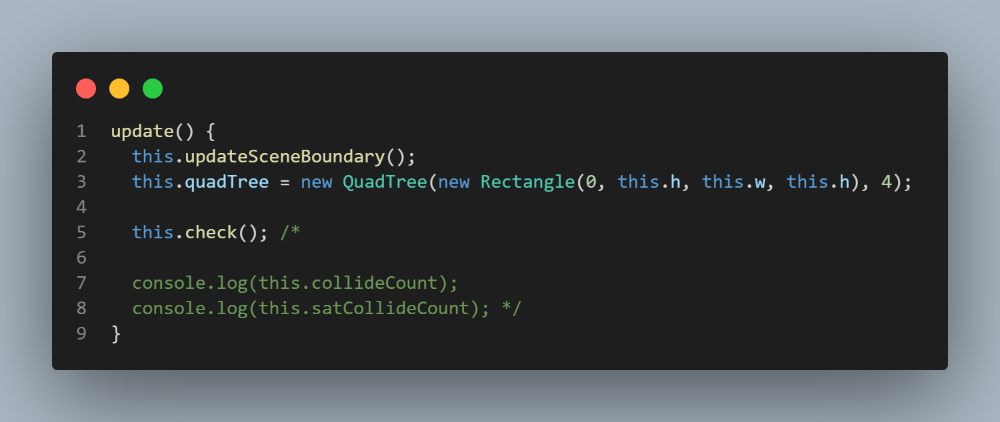 1 update() {
2 this.updateSceneBoundary();
3 this.quadTree = new QuadTree(new Rectangle(0, this.h, this.w, this.h), 4);
4
5 this.check(); /*
6
7 console.log(this.collideCount);
8 console.log(this.satCollideCount); */
9 }